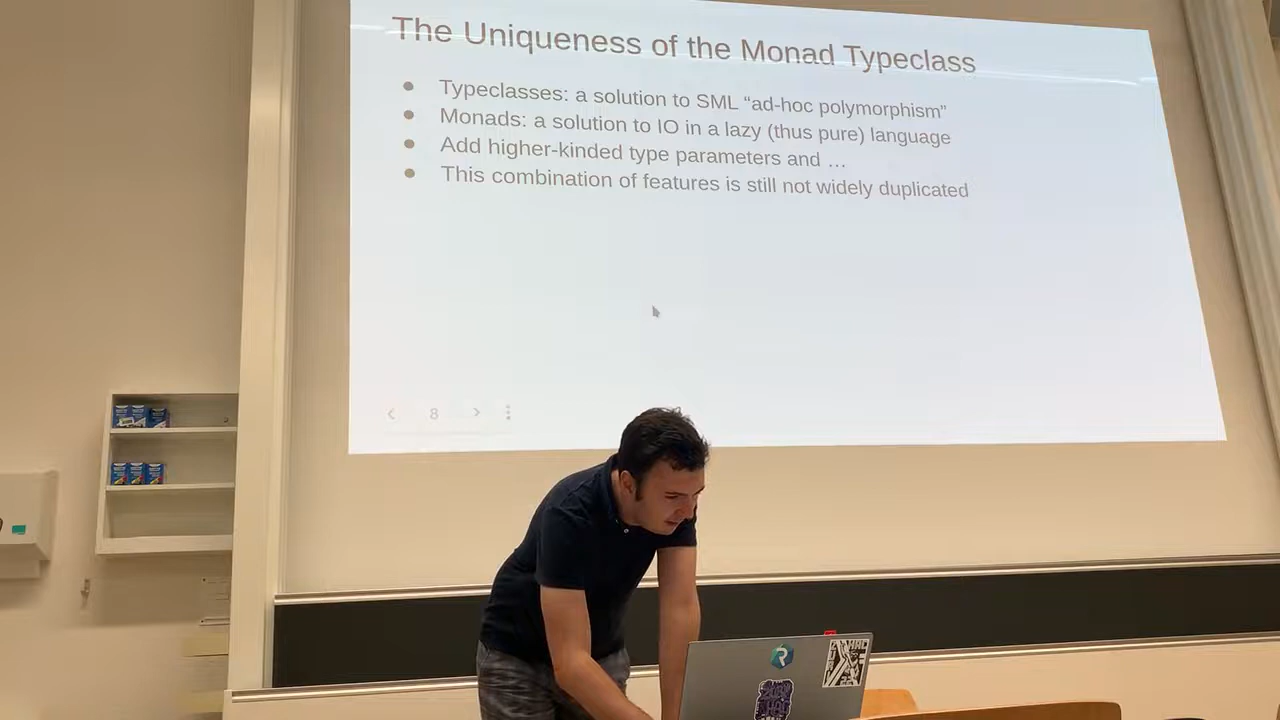 The Uniqueness of the Monad Typeclass
● Typeclasses: a solution to SML “ad-hoc polymorphism”
● Monads: a solution to IO in a lazy (thus pure) language
● Add higher-kinded type parameters and …
● This combination of features is still not widely duplicated
8